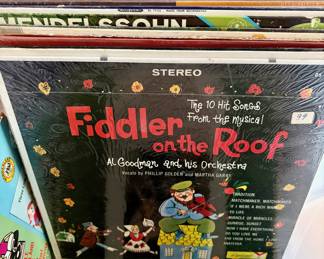 MENDELSSOHN
STEREO
The 10 Hit Songs
From the Musical
99
Fiddler
on the Roof
Al Goodman and his Orchestra
Vocals by PHILLIP GOLDEN and MARTHA
TRADITION
MATCHMAKER, MATCHMAKER
IF I WERE A RICH
TO LIFE
MIRACLE OF MIRACLES
SUNRISE, SUNSET
NOW I HAVE EVERYTHING
DO YOU LOVE ME
FAR FROM THE HOME I LOVE
ANATEVKA